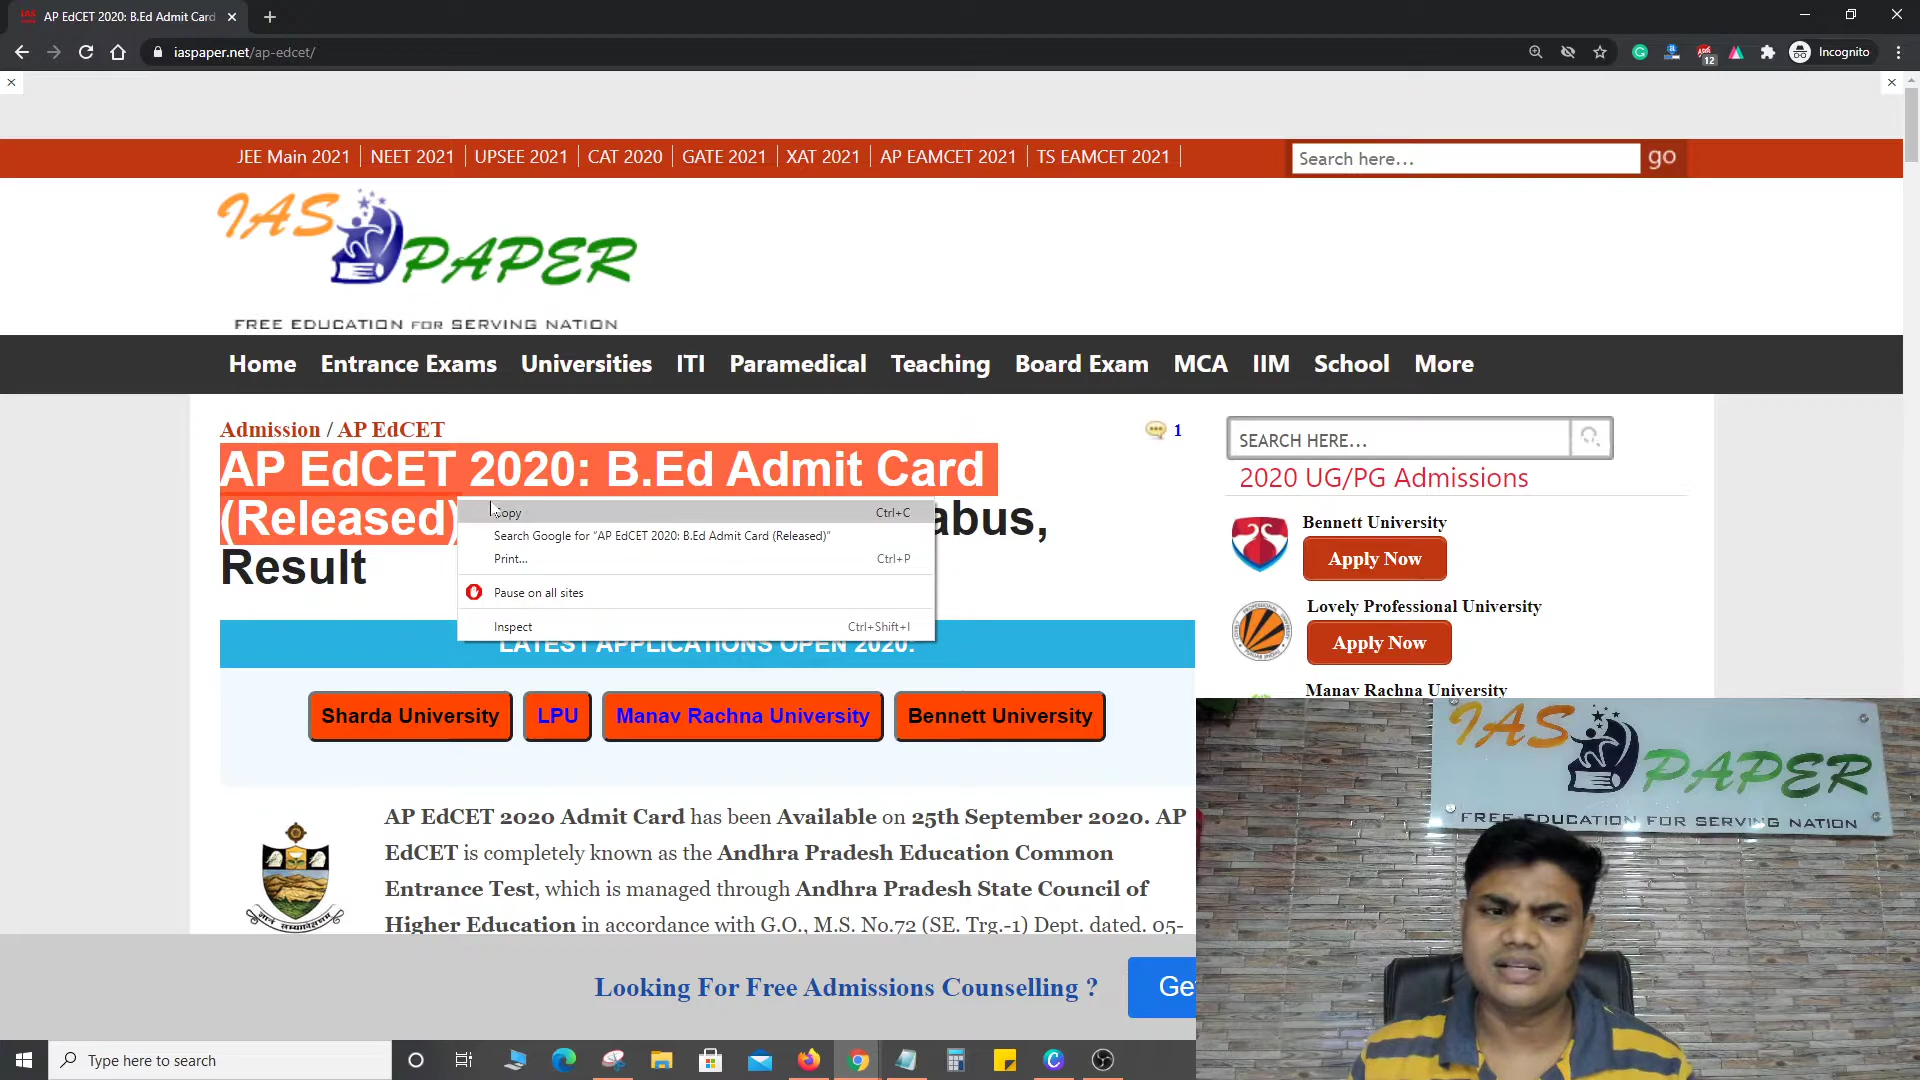 AP EdCET 2020: B.Ed Admit Card
iaspaper.net/ap-edcet/
12
Incognito
JEE Main 2021
NEET 2021
UPSEE 2021
CAT 2020
GATE 2021
XAT 2021
AP EAMCET 2021
TS EAMCET 2021
Search here...
go
IAS PAPER
FREE EDUCATION FOR SERVING NATION
Home
Entrance Exams
Universities
ITI
Paramedical
Teaching
Board Exam
MCA
IIM
School
More
Admission / AP EdCET
1
AP EdCET 2020: B.Ed Admit Card
(Released)
abus,
Result
Copy Ctrl+C
Search Google for “AP EdCET 2020: B.Ed Admit Card (Released)”
Print... Ctrl+P
Pause on all sites
Inspect Ctrl+Shift+I
LATEST APPLICATIONS OPEN 2020:
Sharda University
LPU
Manav Rachna University
Bennett University
AP EdCET 2020 Admit Card has been Available on 25th September 2020. AP
EdCET is completely known as the Andhra Pradesh Education Common
Entrance Test, which is managed through Andhra Pradesh State Council of
Higher Education in accordance with G.O., M.S. No.72 (SE. Trg.-1) Dept. dated. 05-
SEARCH HERE...
2020 UG/PG Admissions
Bennett University
Apply Now
Lovely Professional University
Apply Now
Manav Rachna University
Looking For Free Admissions Counselling ?
Ge
IAS PAPER
FREE EDUCATION FOR SERVING NATION
Type here to search